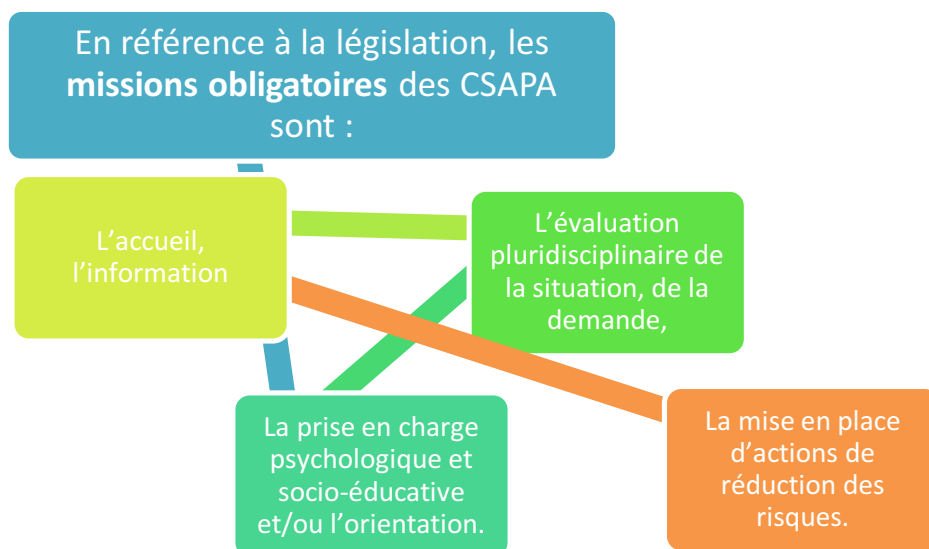 En référence à la législation, les
missions obligatoires des CSAPA
sont :
L'accueil,
l'information
L'évaluation
pluridisciplinaire de
la situation, de la
demande,
La prise en charge
psychologique et
socio-éducative
et/ou l'orientation.
La mise en place
d'actions de
réduction des
risques.